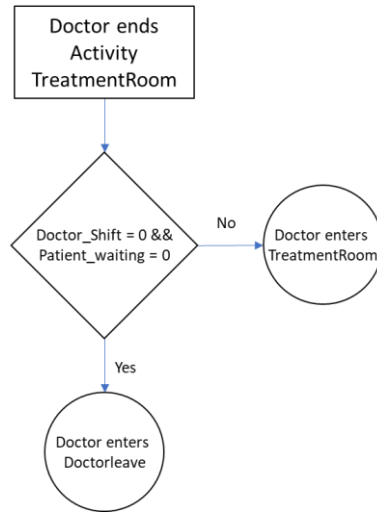 Doctor ends
Activity
TreatmentRoom
Doctor_Shift = 0 &&
Patient_waiting = 0
No
Doctor enters
TreatmentRoom
Yes
Doctor enters
Doctorleave